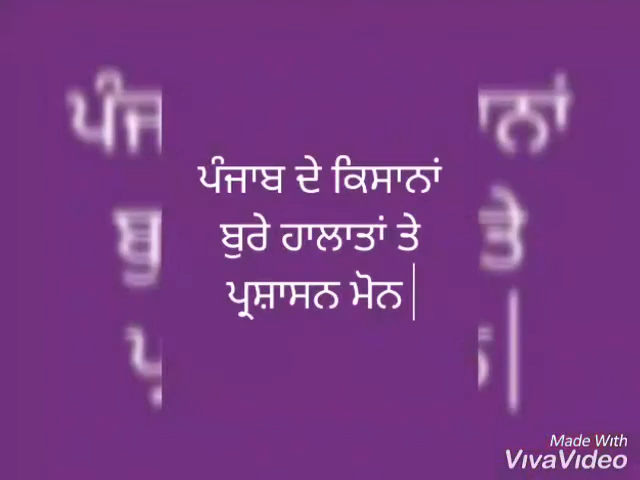 ਪੰਜਾਬ ਦੇ ਕਿਸਾਨਾਂ
ਬੁਰੇ ਹਾਲਾਤਾਂ ਤੇ
ਪ੍ਰਸ਼ਾਸਨ ਮੋਨ
Made With
VivaVideo